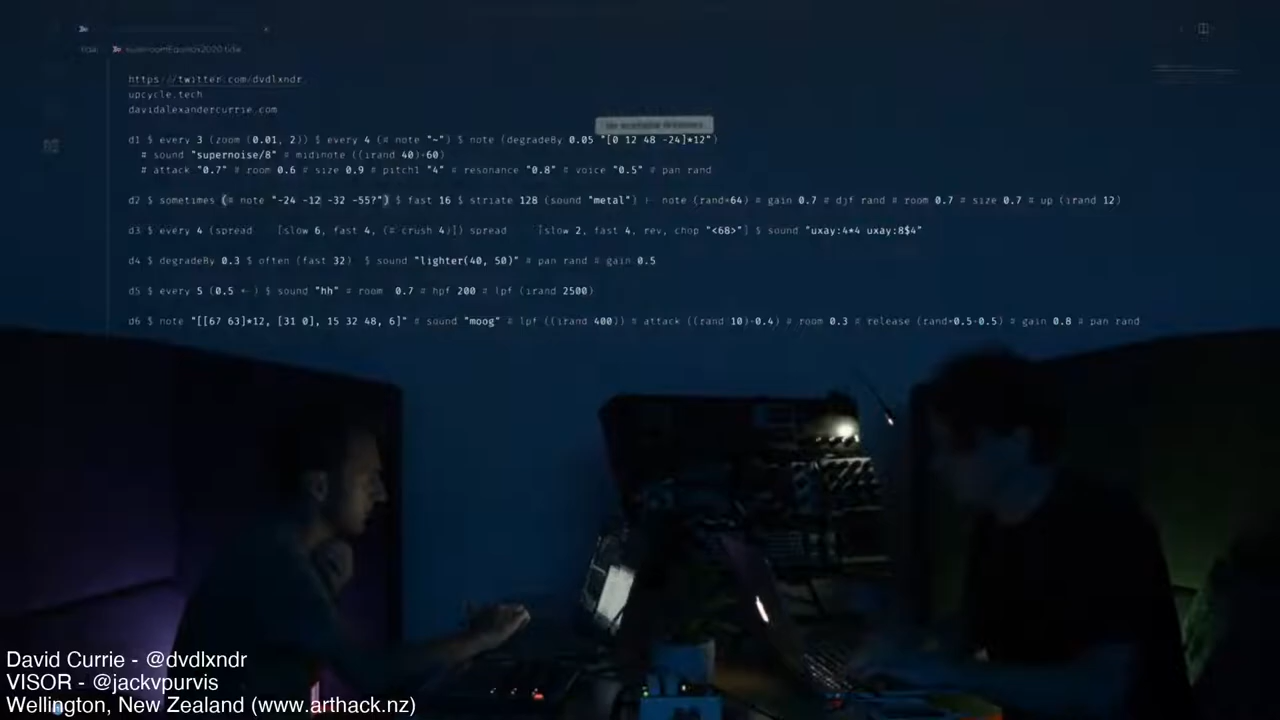 https://twitter.com/dvdlxndr
upcycle.tech
davidalexandercurrie.com
d1 $ every 3 (zoom (0.01, 2)) $ every 4 (# note "~") $ note (degradeBy 0.05 "[0 12 48 -24]*12")
# sound "supernoise/8" # midinote ((irand 40)+60)
# attack "0.7" # room 0.6 # size 0.9 # pitch1 "4" # resonance "0.8" # voice "0.5" # pan rand
d2 $ sometimes (# note "-24 -12 -32 -55?") $ fast 16 $ striate 128 (sound "metal") |- note (rand*64) # gain 0.7 # djf rand # room 0.7 # size 0.7 # up (irand 12)
d3 $ every 4 (spread [slow 6, fast 4, (# crush 4)]) spread [slow 2, fast 4, rev, chop "<68>"] $ sound "uxay:4*4 uxay:8$4"
d4 $ degradeBy 0.3 $ often (fast 32) $ sound "lighter(40, 50)" # pan rand # gain 0.5
d5 $ every 5 (0.5 <~) $ sound "hh" # room 0.7 # hpf 200 # lpf (irand 2500)
d6 $ note "[[67 63]*12, [31 0], 15 32 48, 6]" # sound "moog" # lpf ((irand 400)) # attack ((rand 10)*0.4) # room 0.3 # release (rand*0.5+0.5) # gain 0.8 # pan rand
David Currie - @dvdlxndr
VISOR - @jackvpurvis
Wellington, New Zealand (www.arthack.nz)